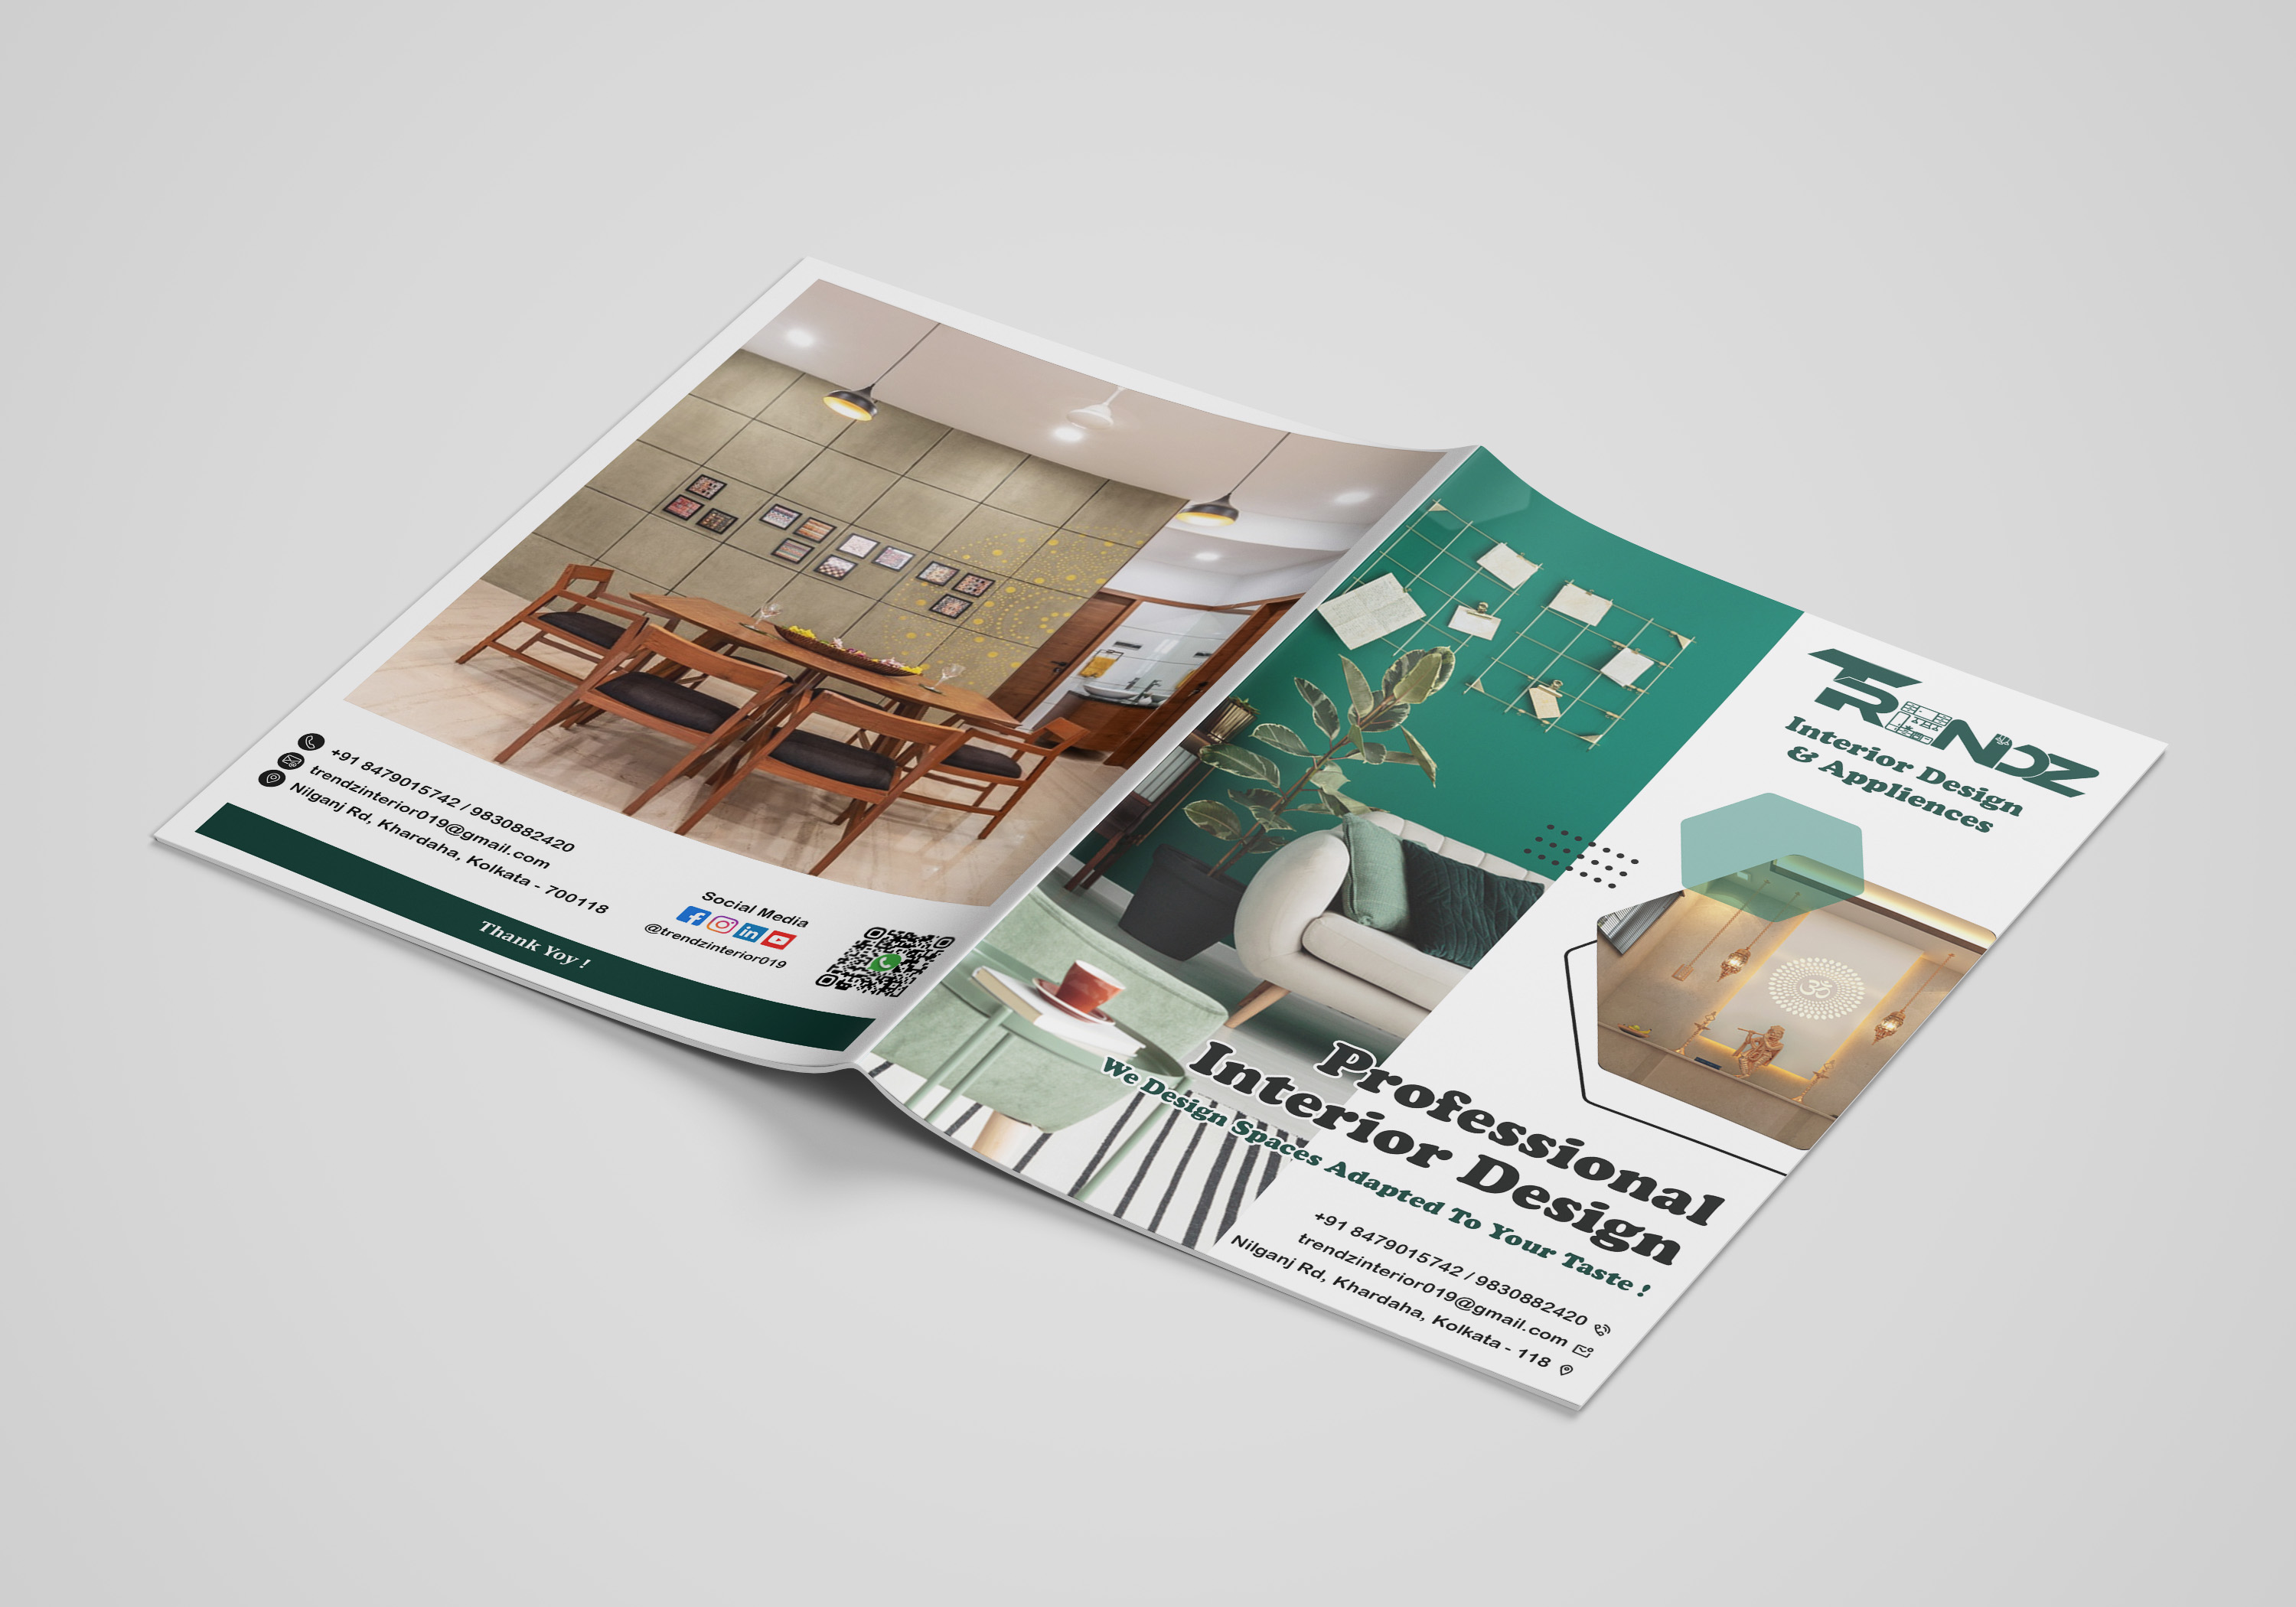 +91 8479015742 / 9830882420
trendzinterior019@gmail.com
Nilganj Rd, Khardaha, Kolkata - 700118
Social Media
@trendzinterior019
Thank Yoy !
TRENDZ
Interior Design
& Appliences
ॐ
Professional
Interior Design
We Design Spaces Adapted To Your Taste !
+91 8479015742 / 9830882420
trendzinterior019@gmail.com
Nilganj Rd, Khardaha, Kolkata - 118